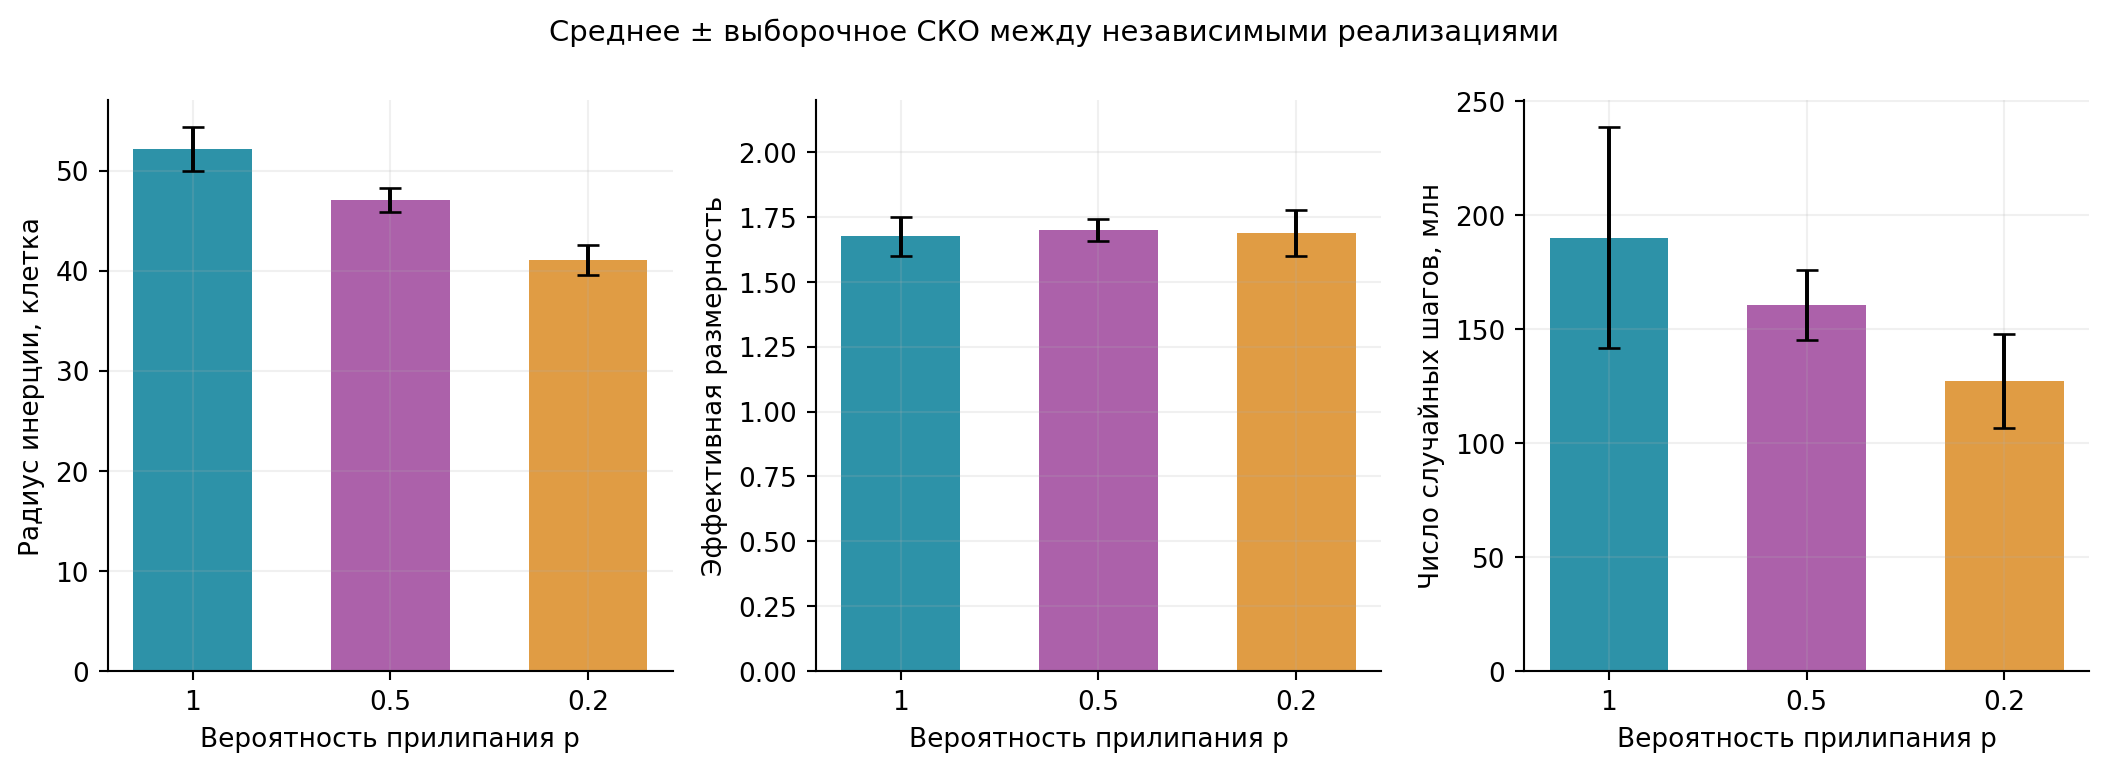 Среднее ± выборочное СКО между независимыми реализациями
Радиус инерции, клетка
50
40
30
20
10
0
1 0.5 0.2
Вероятность прилипания p
Эффективная размерность
2.00
1.75
1.50
1.25
1.00
0.75
0.50
0.25
0.00
1 0.5 0.2
Вероятность прилипания p
Число случайных шагов, млн
250
200
150
100
50
0
1 0.5 0.2
Вероятность прилипания p